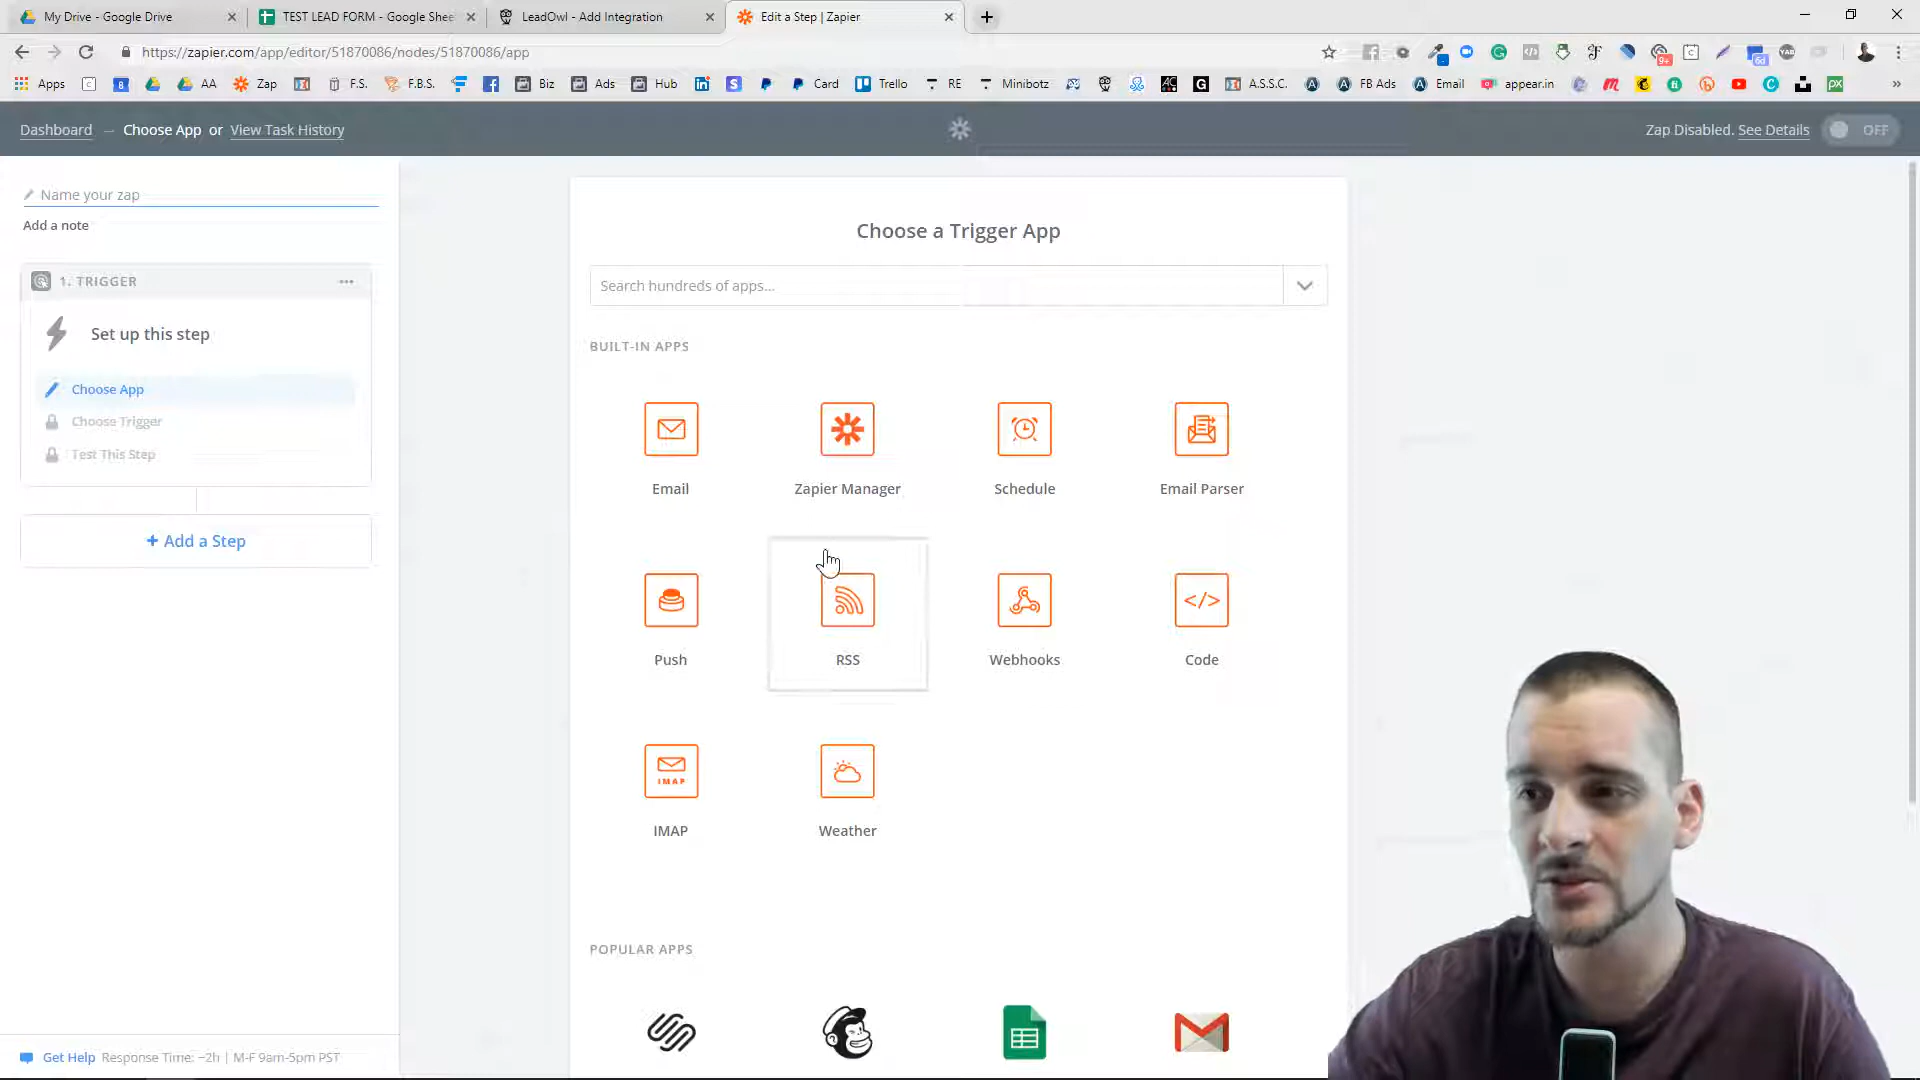 My Drive - Google Drive
TEST LEAD FORM - Google Shee
LeadOwl - Add Integration
Edit a Step | Zapier
https://zapier.com/app/editor/51870086/nodes/51870086/app
Apps
AA
Zap
F.S.
F.B.S.
Biz
Ads
Hub
Card
Trello
RE
Minibotz
A.S.S.C.
FB Ads
Email
appear.in
Dashboard — Choose App or View Task History
Zap Disabled. See Details
OFF
Name your zap
Add a note
1. TRIGGER
Set up this step
Choose App
Choose Trigger
Test This Step
+ Add a Step
Choose a Trigger App
Search hundreds of apps...
BUILT-IN APPS
Email
Zapier Manager
Schedule
Email Parser
Push
RSS
Webhooks
</>
Code
IMAP
IMAP
Weather
POPULAR APPS
Get Help Response Time: ~2h | M-F 9am-5pm PST